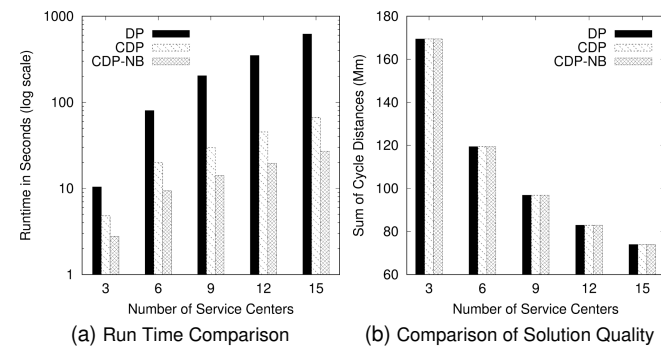 DP
CDP
CDP-NB
1000
100
10
1
Runtime in Seconds (log scale)
3 6 9 12 15
Number of Service Centers
(a) Run Time Comparison
DP
CDP
CDP-NB
180
160
140
120
100
80
60
Sum of Cycle Distances (Mm)
3 6 9 12 15
Number of Service Centers
(b) Comparison of Solution Quality